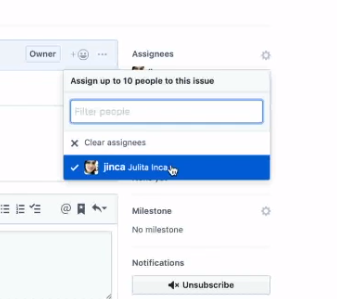 Owner
Assignees
Assign up to 10 people to this issue
Filter people
Clear assignees
jinca Julita Inca
Milestone
No milestone
Notifications
Unsubscribe